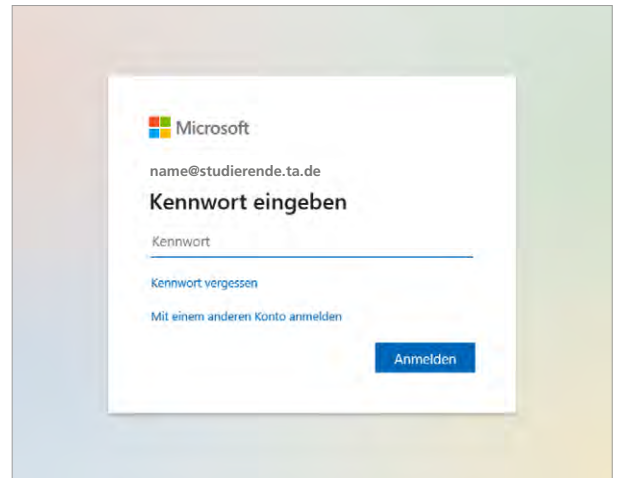 Microsoft
name@studierende.ta.de
Kennwort eingeben
Kennwort
Kennwort vergessen
Mit einem anderen Konto anmelden
Anmelden